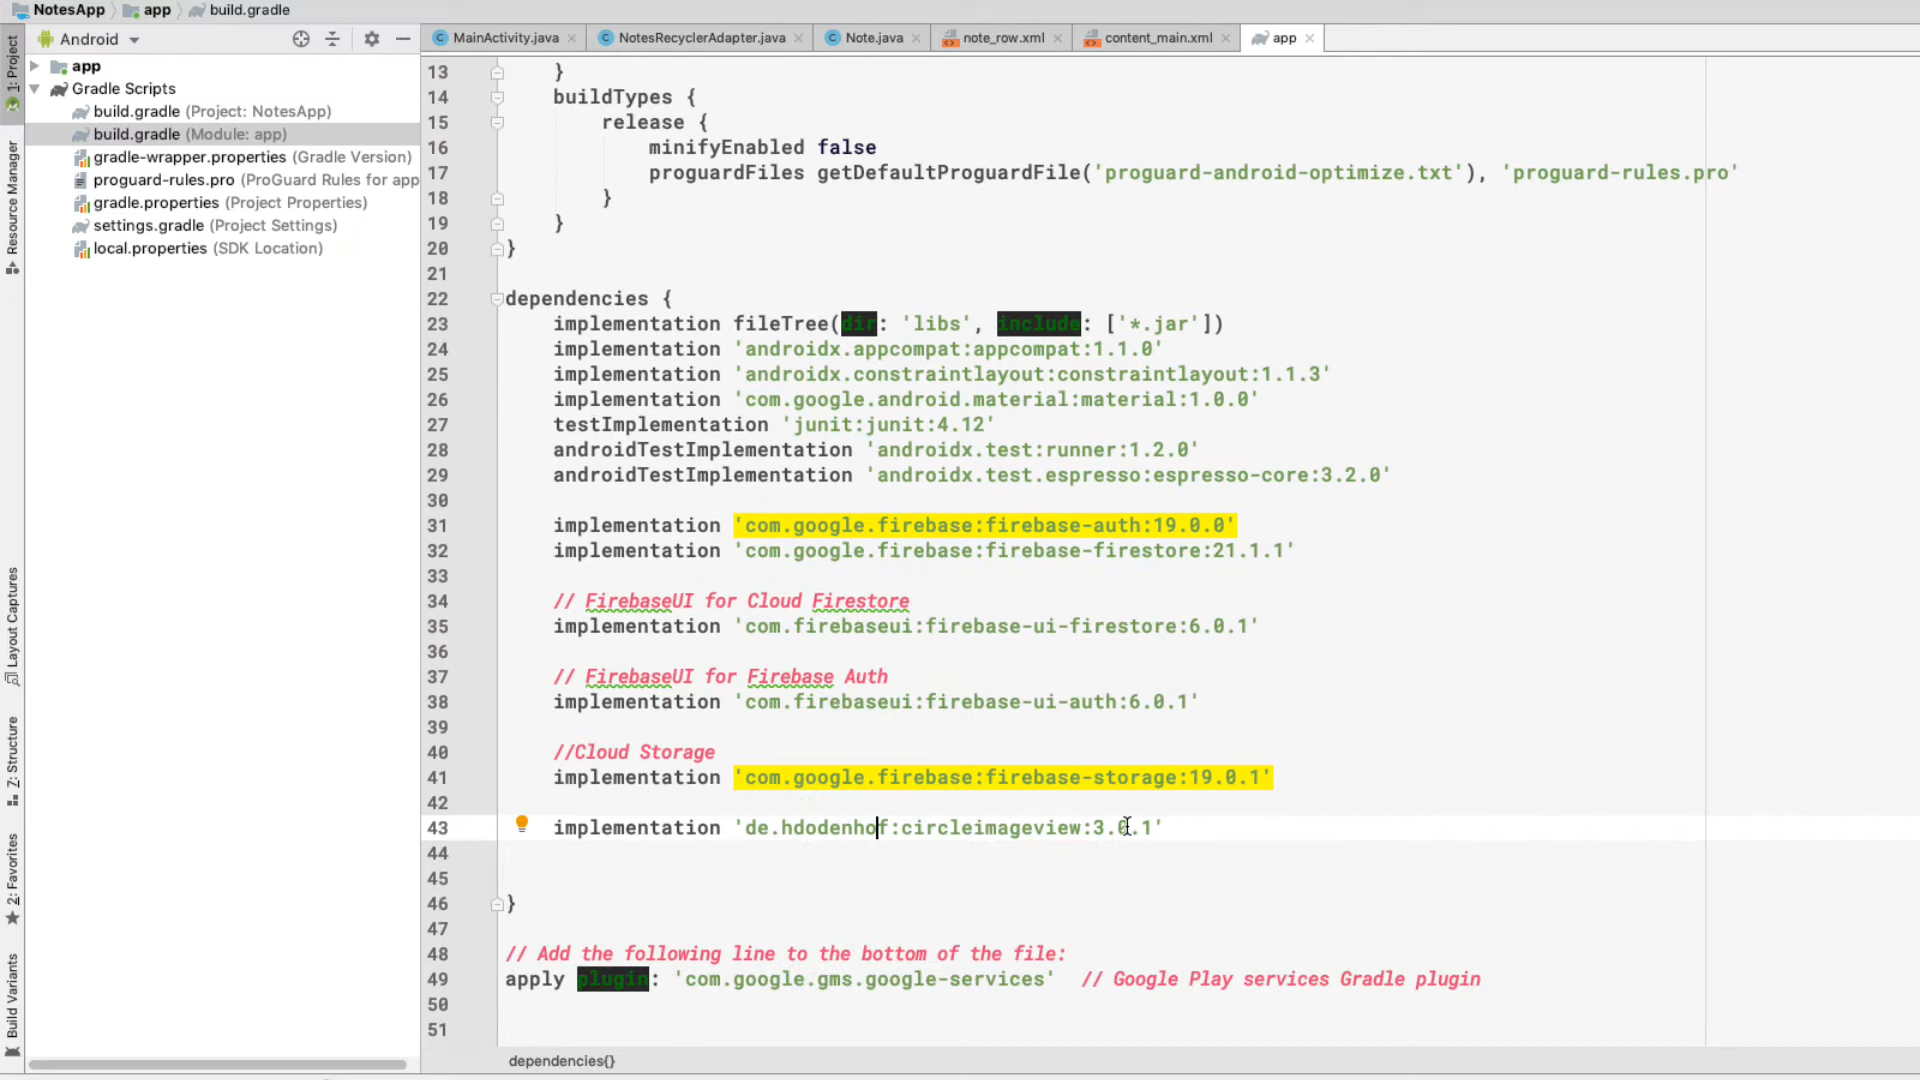 NotesApp app build.gradle
Android
MainActivity.java NotesRecyclerAdapter.java Note.java note_row.xml content_main.xml app
1: Project
Resource Manager
Layout Captures
Z: Structure
2: Favorites
Build Variants
app
Gradle Scripts
build.gradle (Project: NotesApp)
build.gradle (Module: app)
gradle-wrapper.properties (Gradle Version)
proguard-rules.pro (ProGuard Rules for app
gradle.properties (Project Properties)
settings.gradle (Project Settings)
local.properties (SDK Location)
13 }
14 buildTypes {
15 release {
16 minifyEnabled false
17 proguardFiles getDefaultProguardFile('proguard-android-optimize.txt'), 'proguard-rules.pro'
18 }
19 }
20 }
21
22 dependencies {
23 implementation fileTree(dir: 'libs', include: ['*.jar'])
24 implementation 'androidx.appcompat:appcompat:1.1.0'
25 implementation 'androidx.constraintlayout:constraintlayout:1.1.3'
26 implementation 'com.google.android.material:material:1.0.0'
27 testImplementation 'junit:junit:4.12'
28 androidTestImplementation 'androidx.test:runner:1.2.0'
29 androidTestImplementation 'androidx.test.espresso:espresso-core:3.2.0'
30
31 implementation 'com.google.firebase:firebase-auth:19.0.0'
32 implementation 'com.google.firebase:firebase-firestore:21.1.1'
33
34 // FirebaseUI for Cloud Firestore
35 implementation 'com.firebaseui:firebase-ui-firestore:6.0.1'
36
37 // FirebaseUI for Firebase Auth
38 implementation 'com.firebaseui:firebase-ui-auth:6.0.1'
39
40 //Cloud Storage
41 implementation 'com.google.firebase:firebase-storage:19.0.1'
42
43 implementation 'de.hdodenhof:circleimageview:3.0.1'
44
45
46 }
47
48 // Add the following line to the bottom of the file:
49 apply plugin: 'com.google.gms.google-services' // Google Play services Gradle plugin
50
51
dependencies{}